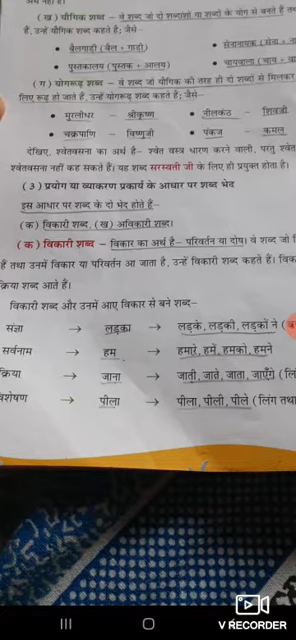 (ख) यौगिक शब्द – वे शब्द जो दो शब्दांशों या शब्दों के योग से बनते हैं
हैं, उन्हें यौगिक शब्द कहते हैं; जैसे–
• बैलगाड़ी (बैल + गाड़ी) • सेनानायक (सेना +
• पुस्तकालय (पुस्तक + आलय) • चायवाला (चाय +
(ग) योगरूढ़ शब्द – वे शब्द जो यौगिक की तरह ही दो शब्दों से मिलकर
लिए रूढ़ हो जाते हैं, उन्हें योगरूढ़ शब्द कहते हैं; जैसे–
• मुरलीधर – श्रीकृष्ण • नीलकंठ – शिवजी
• चक्रपाणि – विष्णुजी • पंकज – कमल
देखिए, श्वेतवसना का अर्थ है– श्वेत वस्त्र धारण करने वाली, परंतु श्वेत
श्वेतवसना नहीं कह सकते हैं। यह शब्द सरस्वती जी के लिए ही प्रयुक्त होता है।
(3) प्रयोग या व्याकरण प्रकार्य के आधार पर शब्द भेद
इस आधार पर शब्द के दो भेद होते हैं–
(क) विकारी शब्द, (ख) अविकारी शब्द।
(क) विकारी शब्द – विकार का अर्थ है– परिवर्तन या दोष। वे शब्द जो
हैं तथा उनमें विकार या परिवर्तन आ जाता है, उन्हें विकारी शब्द कहते हैं।
क्रिया शब्द आते हैं।
विकारी शब्द और उनमें आए विकार से बने शब्द–
संज्ञा → लड़का → लड़के, लड़की, लड़कों ने
सर्वनाम → हम → हमारे, हमें, हमको, हमने
क्रिया → जाना → जाती, जाते, जाता, जाएँगे
विशेषण → पीला → पीला, पीली, पीले (लिंग तथा
V RECORDER